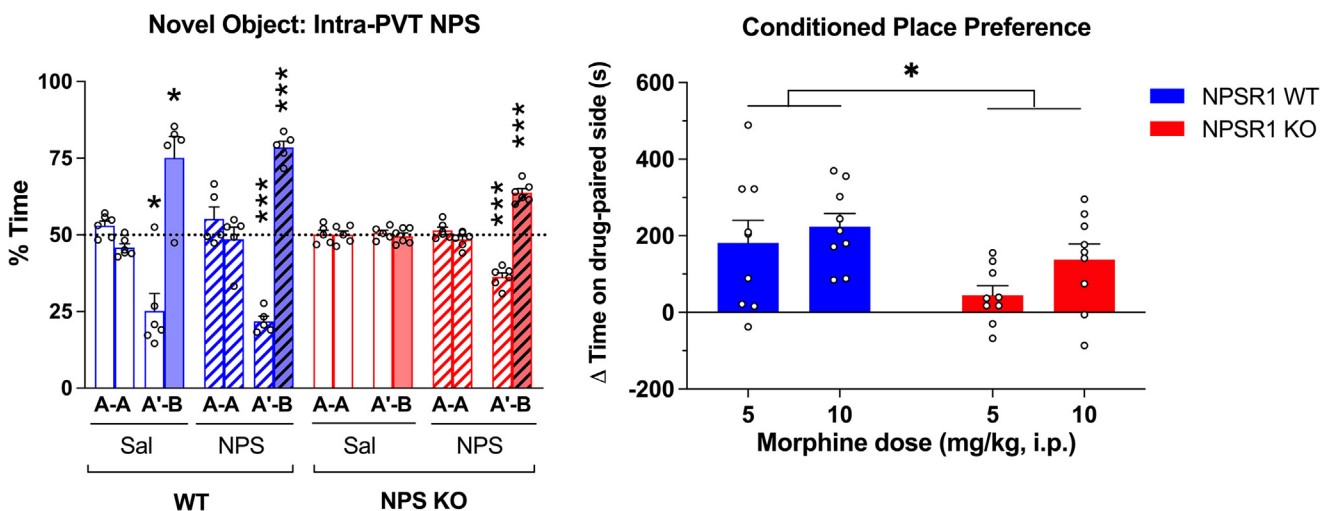 Novel Object: Intra-PVT NPS
% Time
100
75
50
25
0
* * *** *** *** ***
A-A A'-B A-A A'-B A-A A'-B A-A A'-B
Sal NPS Sal NPS
WT NPS KO
Conditioned Place Preference
Δ Time on drug-paired side (s)
600
400
200
0
-200
*
5 10 5 10
Morphine dose (mg/kg, i.p.)
NPSR1 WT
NPSR1 KO